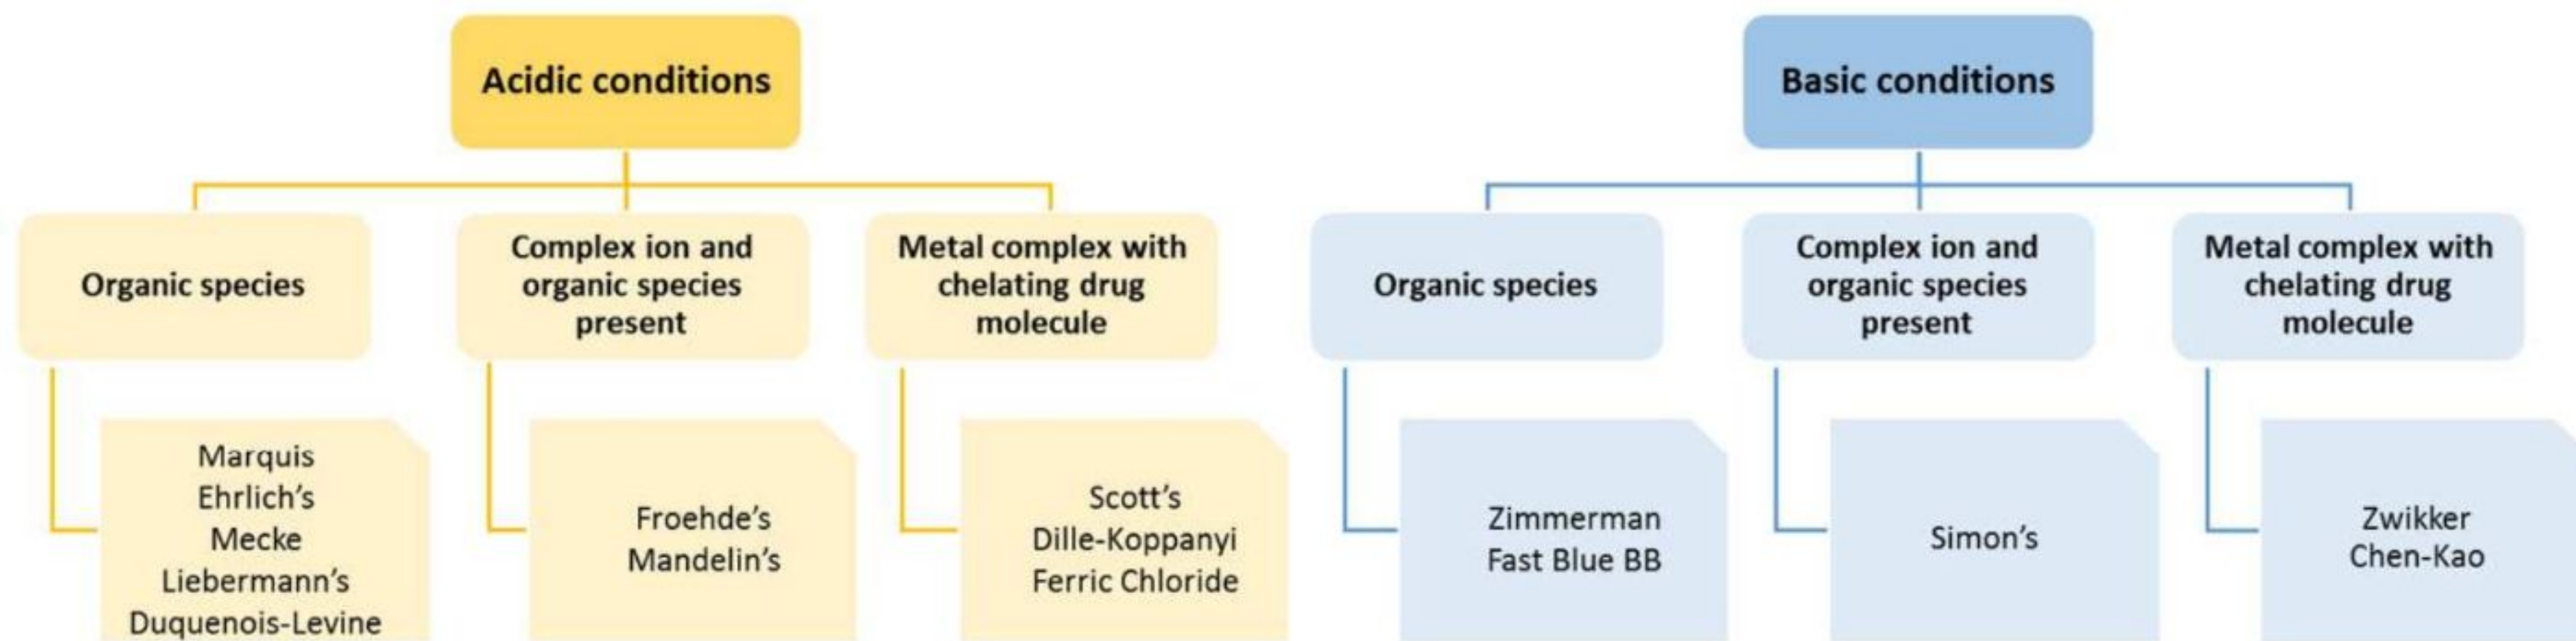 Acidic conditions
Organic species
Complex ion and
organic species
present
Metal complex with
chelating drug
molecule
Marquis
Ehrlich's
Mecke
Liebermann's
Duquenois-Levine
Froehde's
Mandelin's
Scott's
Dille-Koppanyi
Ferric Chloride
Basic conditions
Organic species
Complex ion and
organic species
present
Metal complex with
chelating drug
molecule
Zimmerman
Fast Blue BB
Simon's
Zwikker
Chen-Kao